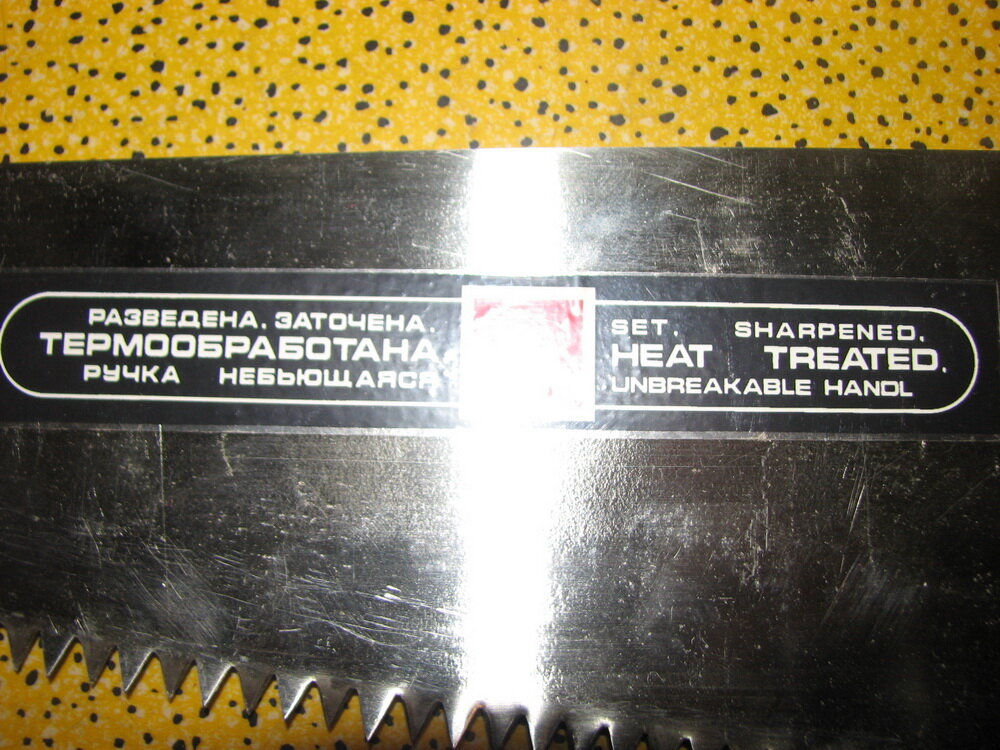 РАЗВЕДЕНА. ЗАТОЧЕНА.
ТЕРМООБРАБОТАНА.
РУЧКА НЕБЬЮЩАЯСЯ
SET. SHARPENED.
HEAT TREATED.
UNBREAKABLE HANDL